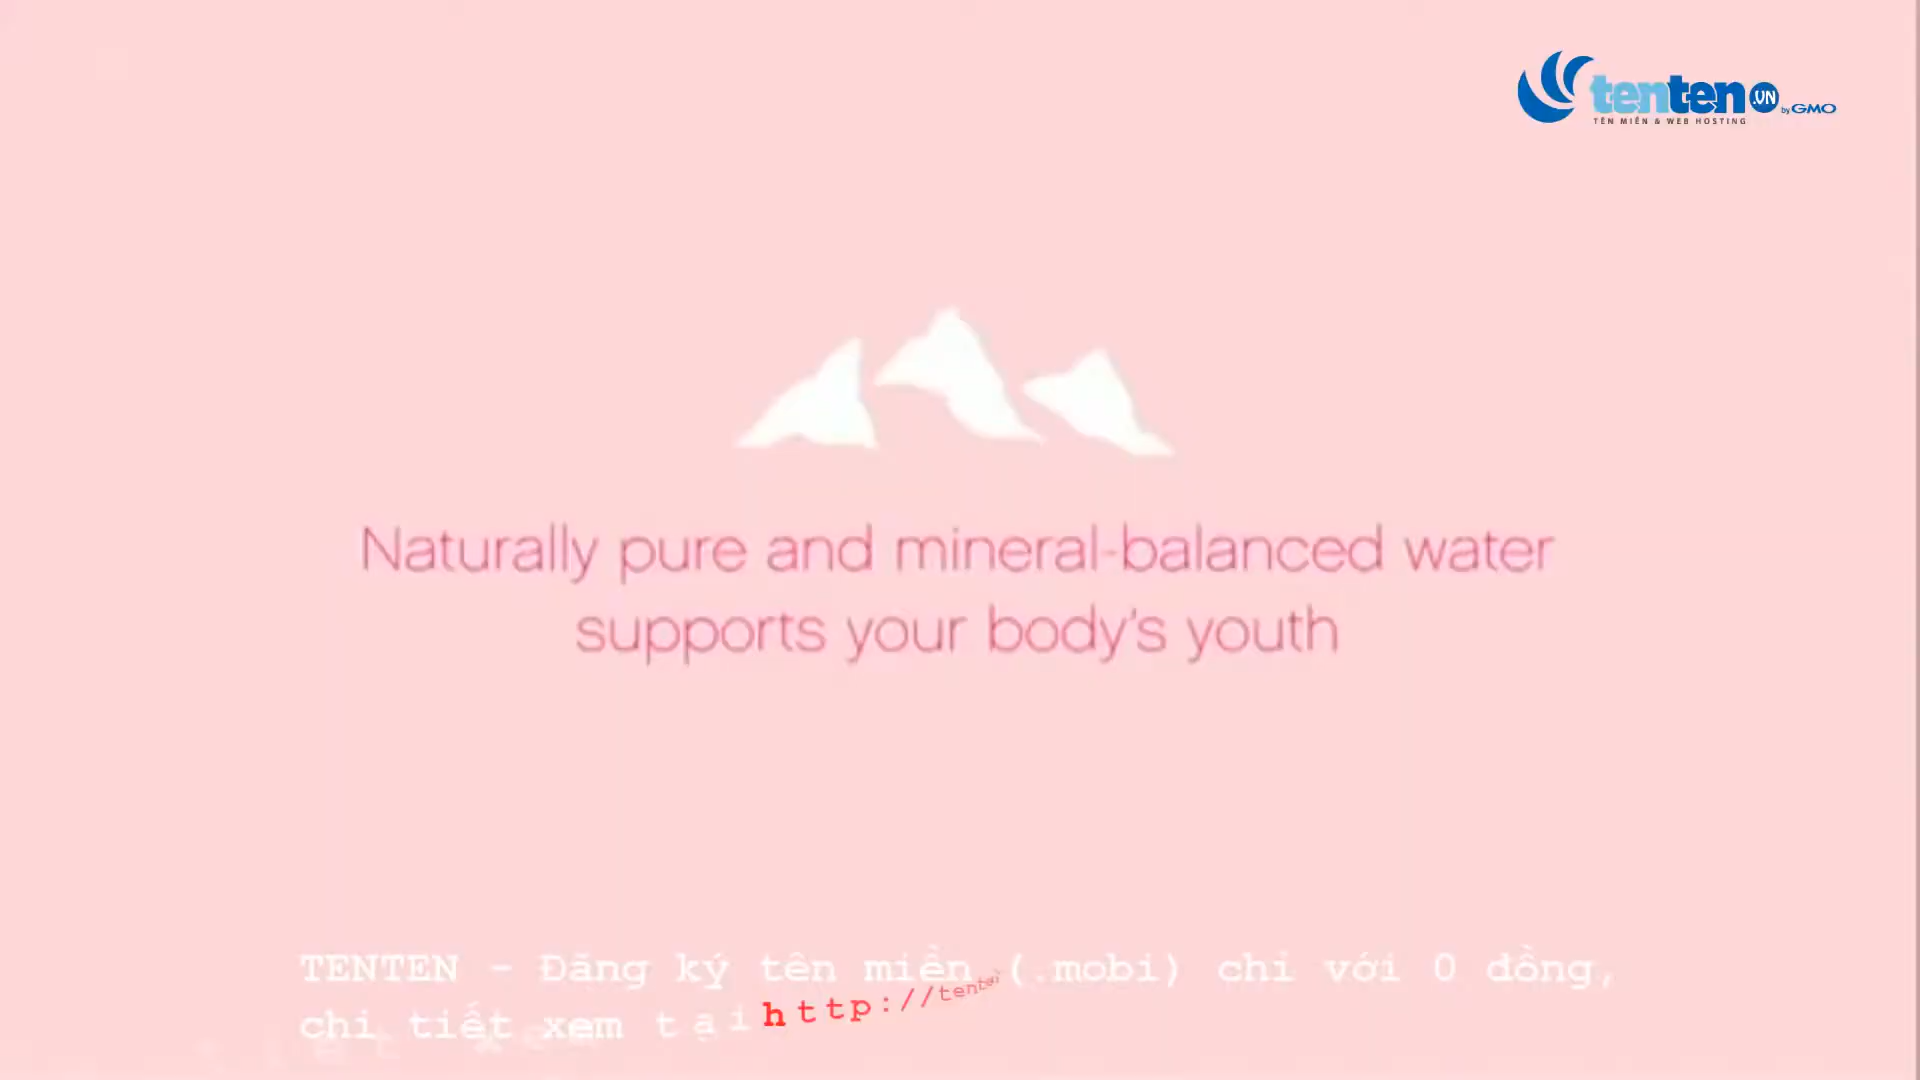 tenten .VN by GMO
TÊN MIỀN & WEB HOSTING
Naturally pure and mineral-balanced water
supports your body's youth
TENTEN - Đăng ký tên miền (.mobi) chỉ với 0 đồng,
chi tiết xem tại http://tenten